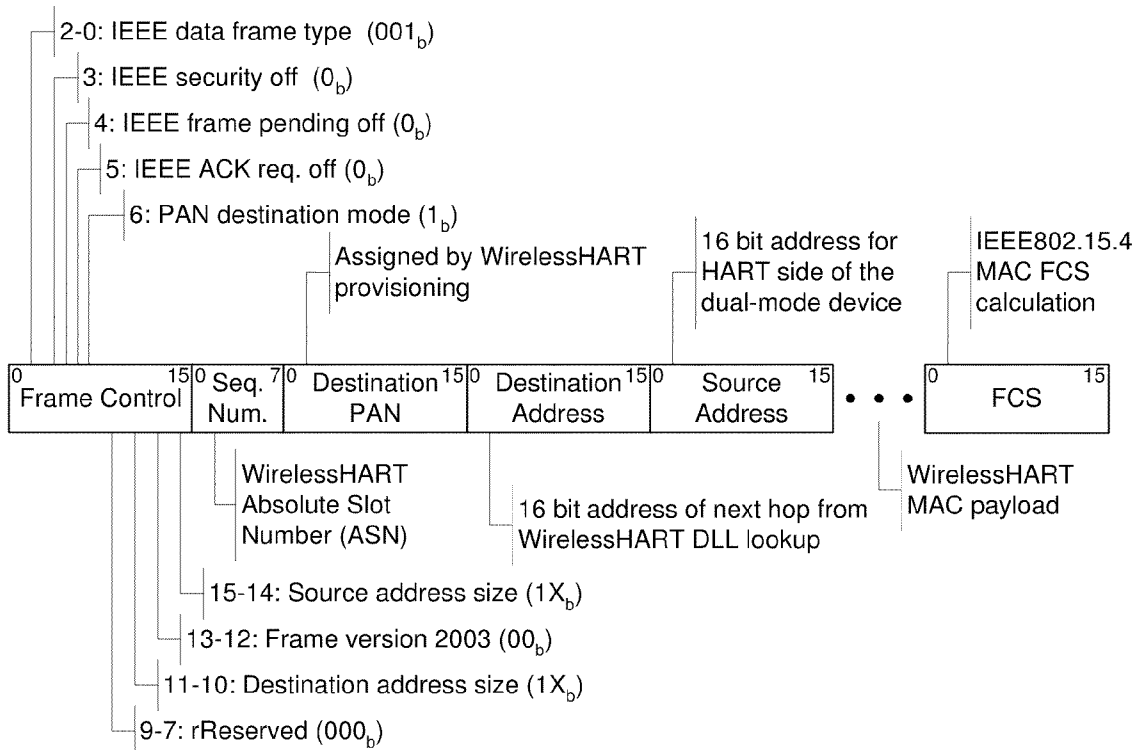 2-0: IEEE data frame type (001b)
3: IEEE security off (0b)
4: IEEE frame pending off (0b)
5: IEEE ACK req. off (0b)
6: PAN destination mode (1b)
Assigned by WirelessHART
provisioning
16 bit address for
HART side of the
dual-mode device
IEEE802.15.4
MAC FCS
calculation
0 15 0 7 0 15 0 15 0 15 0 15
Frame Control
Seq.
Num.
Destination
PAN
Destination
Address
Source
Address
• • •
FCS
WirelessHART
Absolute Slot
Number (ASN)
16 bit address of next hop from
WirelessHART DLL lookup
WirelessHART
MAC payload
15-14: Source address size (1Xb)
13-12: Frame version 2003 (00b)
11-10: Destination address size (1Xb)
9-7: rReserved (000b)